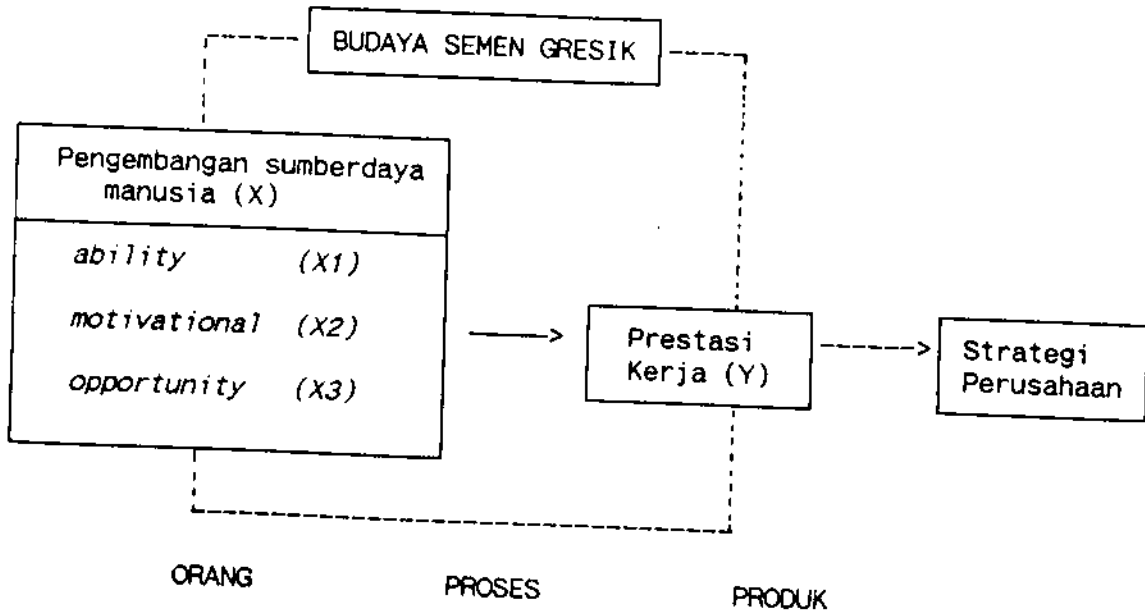 BUDAYA SEMEN GRESIK
Pengembangan sumberdaya
manusia (X)
ability (X1)
motivational (X2)
opportunity (X3)
Prestasi
Kerja (Y)
Strategi
Perusahaan
ORANG PROSES PRODUK